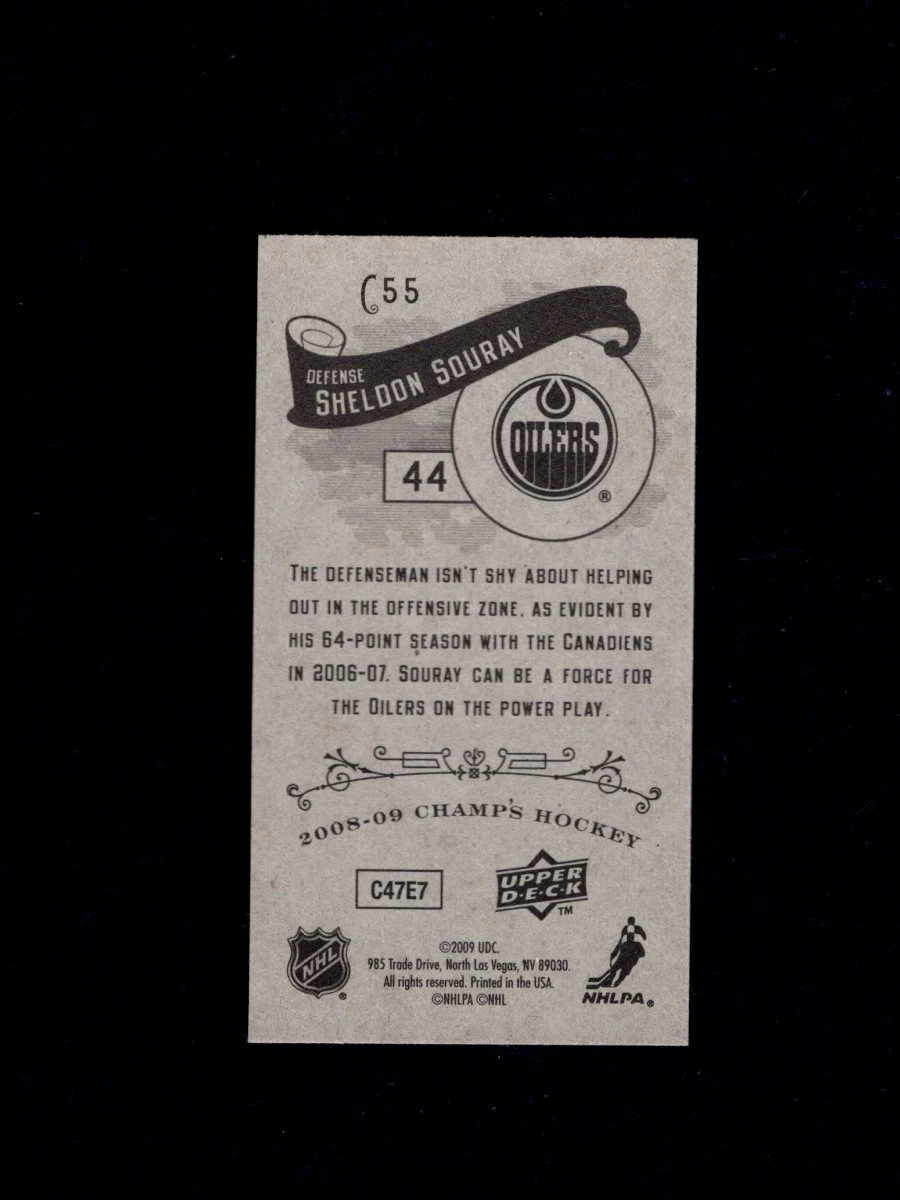 C55
DEFENSE
SHELDON SOURAY
OILERS
®
44
THE DEFENSEMAN ISN'T SHY ABOUT HELPING
OUT IN THE OFFENSIVE ZONE, AS EVIDENT BY
HIS 64-POINT SEASON WITH THE CANADIENS
IN 2006-07. SOURAY CAN BE A FORCE FOR
THE OILERS ON THE POWER PLAY.
2008-09 CHAMP'S HOCKEY
C47E7
UPPER
D·E·C·K
TM
NHL
®
©2009 UDC.
985 Trade Drive, North Las Vegas, NV 89030.
All rights reserved. Printed in the USA.
©NHLPA ©NHL
NHLPA®